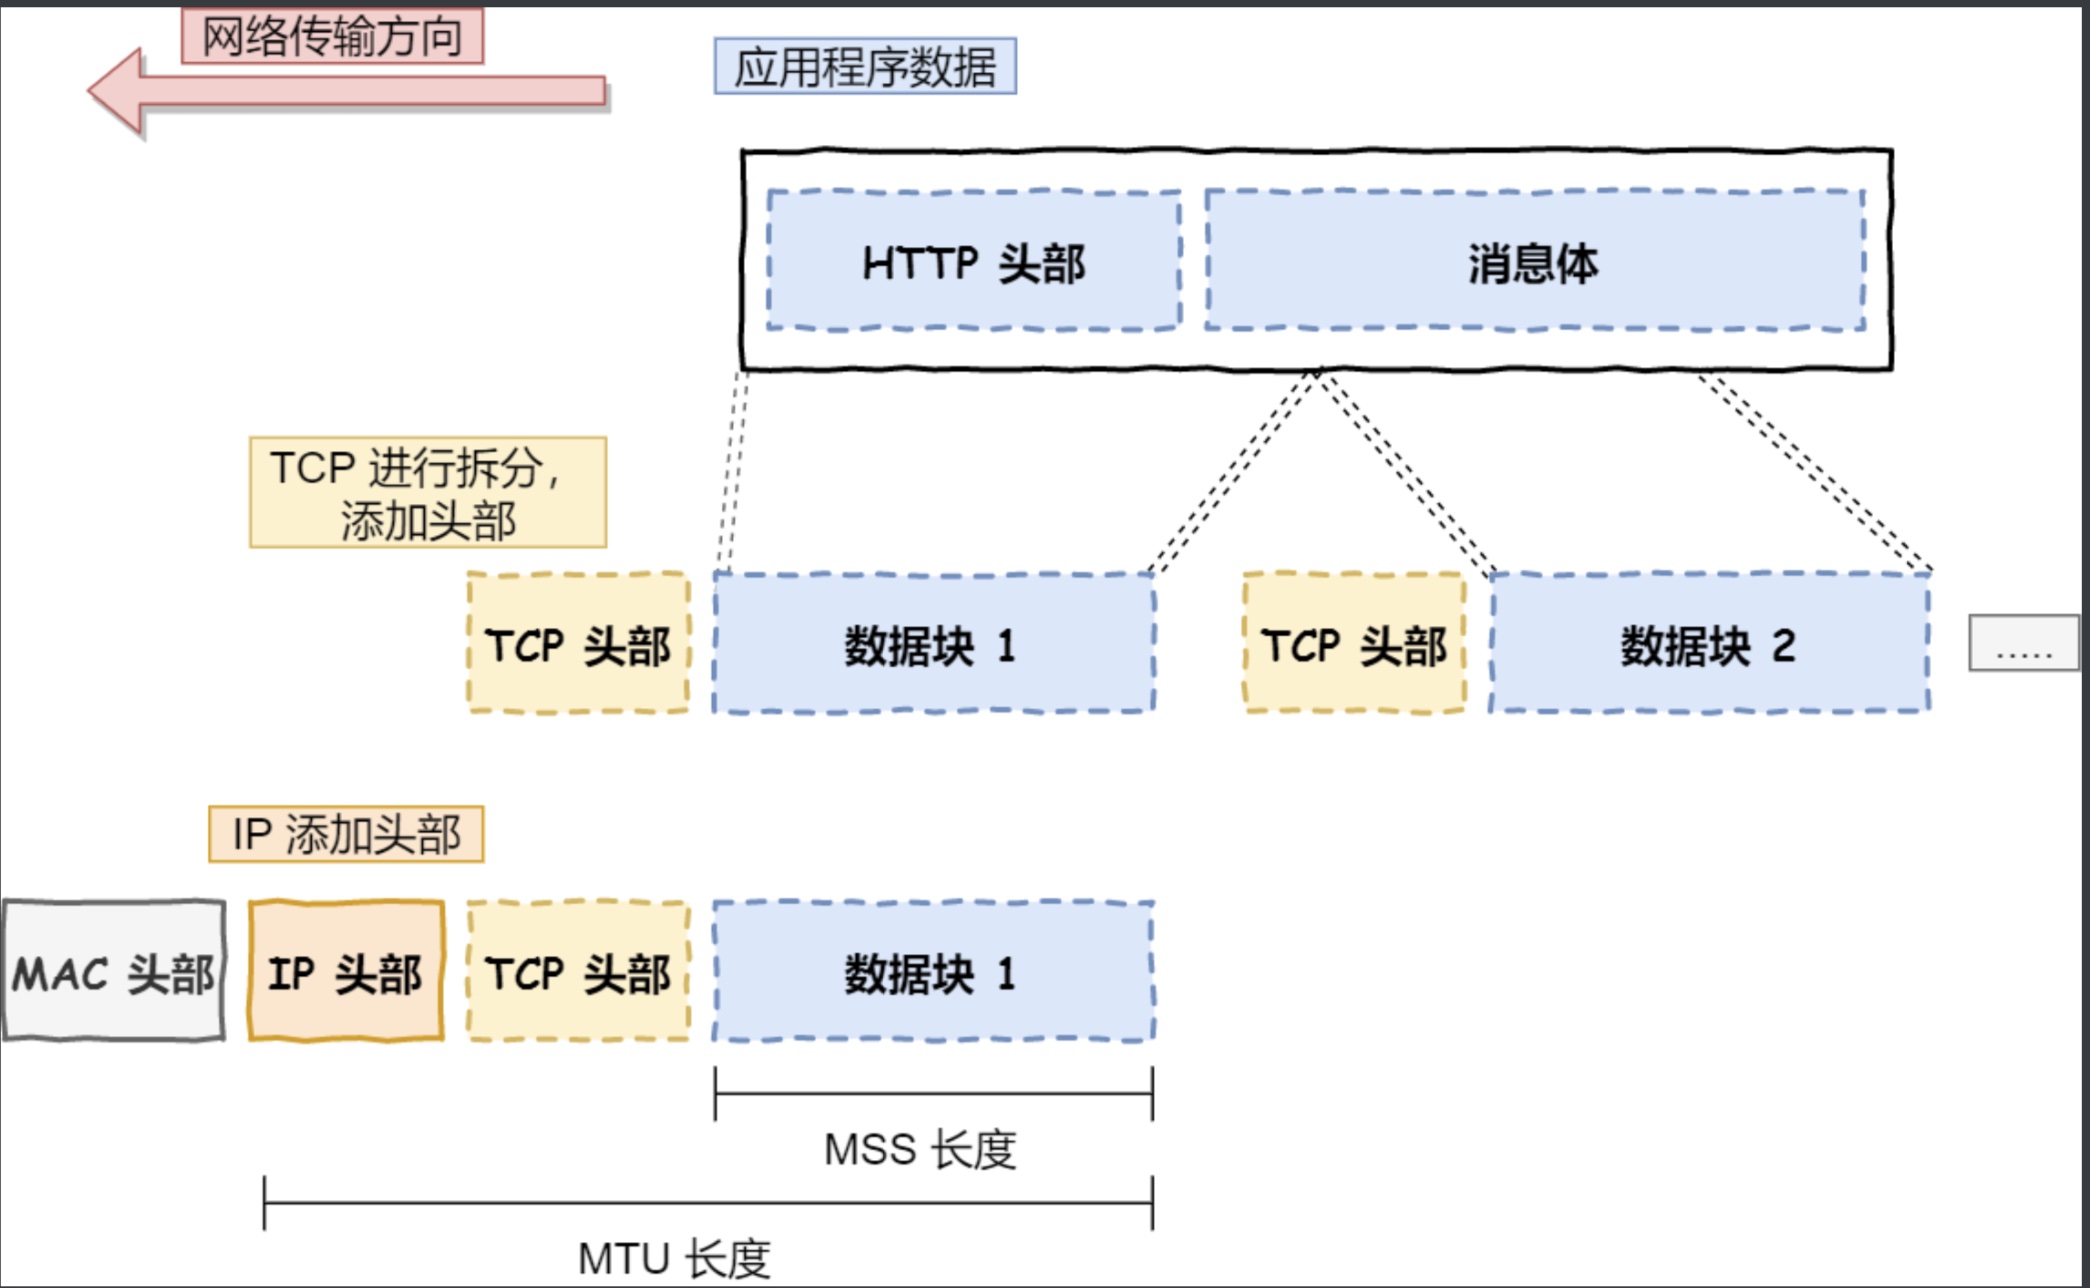 网络传输方向
应用程序数据
HTTP 头部
消息体
TCP 进行拆分，
添加头部
TCP 头部
数据块 1
TCP 头部
数据块 2
.....
IP 添加头部
MAC 头部
IP 头部
TCP 头部
数据块 1
MSS 长度
MTU 长度